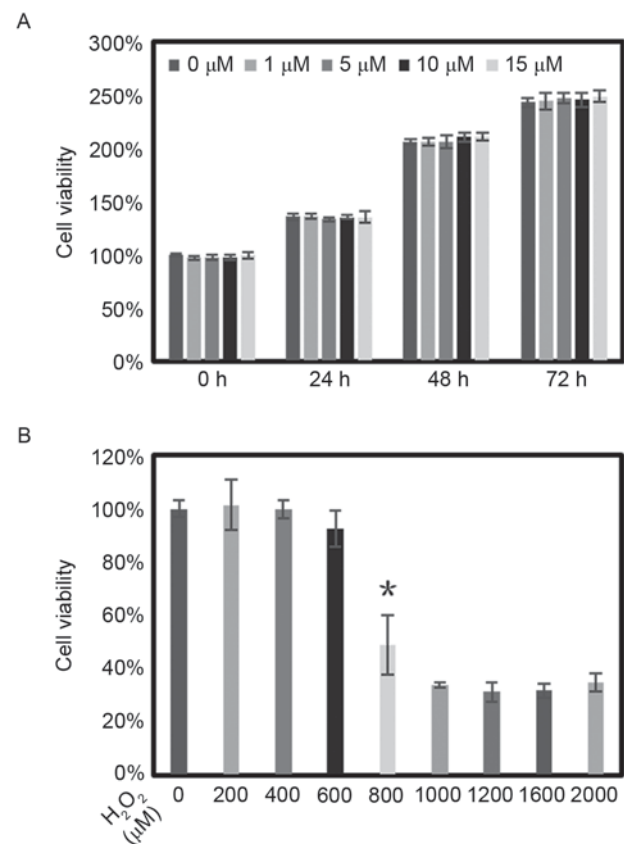 A
300%
0 μM 1 μM 5 μM 10 μM 15 μM
250%
200%
150%
100%
50%
0%
Cell viability
0 h 24 h 48 h 72 h
B
120%
100%
80%
60%
40%
20%
0%
Cell viability
*
H₂O₂
(μM)
0 200 400 600 800 1000 1200 1600 2000